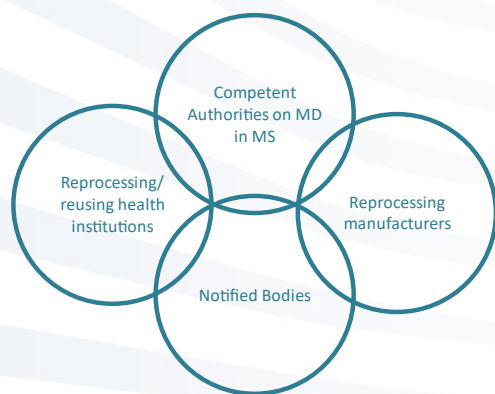 Competent
Authorities on MD
in MS
Reprocessing/
reusing health
institutions
Reprocessing
manufacturers
Notified Bodies